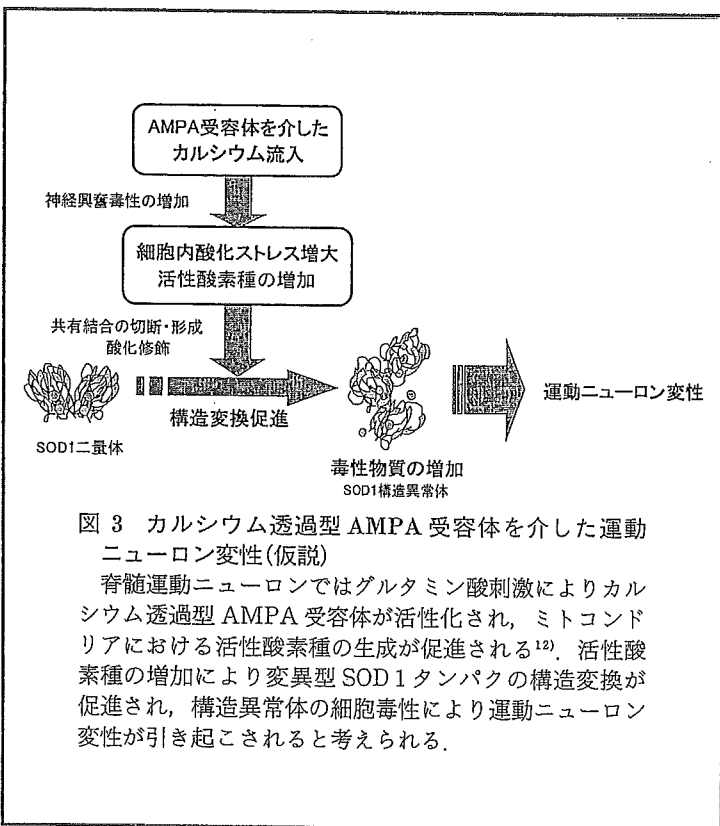 AMPA受容体を介した
カルシウム流入
神経興奮毒性の増加
細胞内酸化ストレス増大
活性酸素種の増加
共有結合の切断・形成
酸化修飾
構造変換促進
運動ニューロン変性
SOD1二量体
毒性物質の増加
SOD1構造異常体
図 3 カルシウム透過型 AMPA 受容体を介した運動
ニューロン変性(仮説)
脊髄運動ニューロンではグルタミン酸刺激によりカル
シウム透過型 AMPA 受容体が活性化され，ミトコンド
リアにおける活性酸素種の生成が促進される¹²⁾．活性酸
素種の増加により変異型 SOD 1 タンパクの構造変換が
促進され，構造異常体の細胞毒性により運動ニューロン
変性が引き起こされると考えられる．